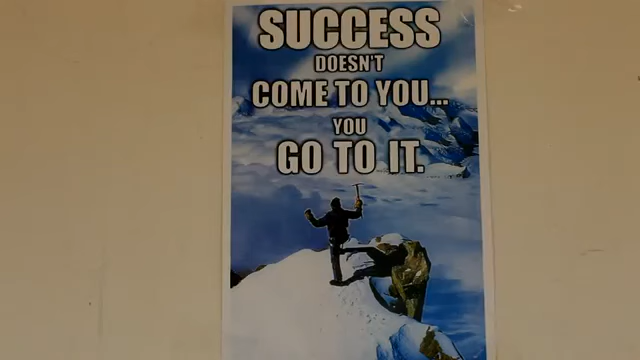 SUCCESS
DOESN'T
COME TO YOU...
YOU
GO TO IT.